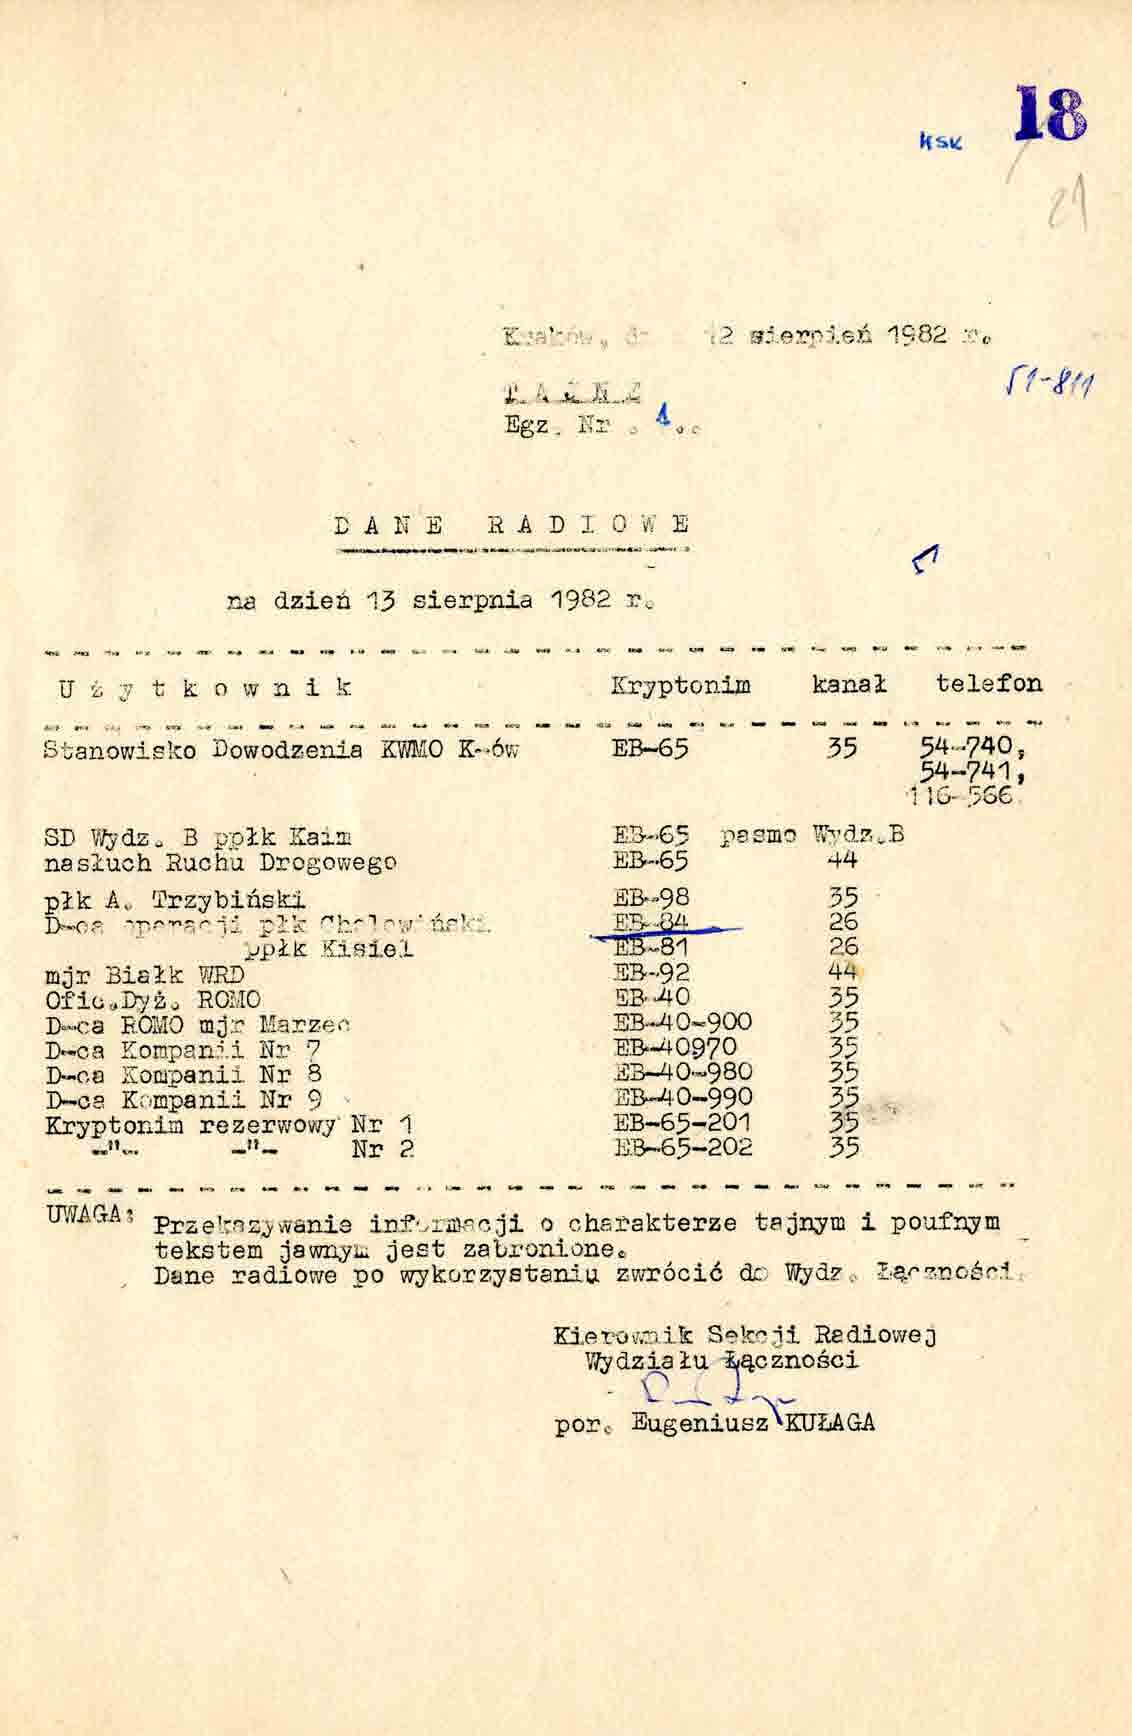 18
KSK
21
Kraków, dn. 12 sierpień 1982 r.
51-811
T A J N E
Egz. Nr . 1 ..
D A N E   R A D I O W E
na dzień 13 sierpnia 1982 r.
U ż y t k o w n i k   Kryptonim   kanał   telefon
Stanowisko Dowodzenia KWMO K-ów   EB-65   35   54-740,
54-741,
116-566
SD Wydz. B ppłk Kaim   EB-65   pasmo Wydz.B
nasłuch Ruchu Drogowego   EB-65   44
płk A. Trzybiński   EB-98   35
D-ca operacji płk   EB-84   26
ppłk Kisiel   EB-81   26
mjr Białk WRD   EB-92   44
Ofic.Dyż. ROMO   EB-40   35
D-ca ROMO mjr Marzec   EB-40-900   35
D-ca Kompanii Nr 7   EB-40970   35
D-ca Kompanii Nr 8   EB-40-980   35
D-ca Kompanii Nr 9   EB-40-990   35
Kryptonim rezerwowy Nr 1   EB-65-201   35
-"-   -"-   Nr 2   EB-65-202   35
UWAGA: Przekazywanie informacji o charakterze tajnym i poufnym
tekstem jawnym jest zabronione.
Dane radiowe po wykorzystaniu zwrócić do Wydz. Łączności.
Kierownik Sekcji Radiowej
Wydziału Łączności
por. Eugeniusz KUŁAGA